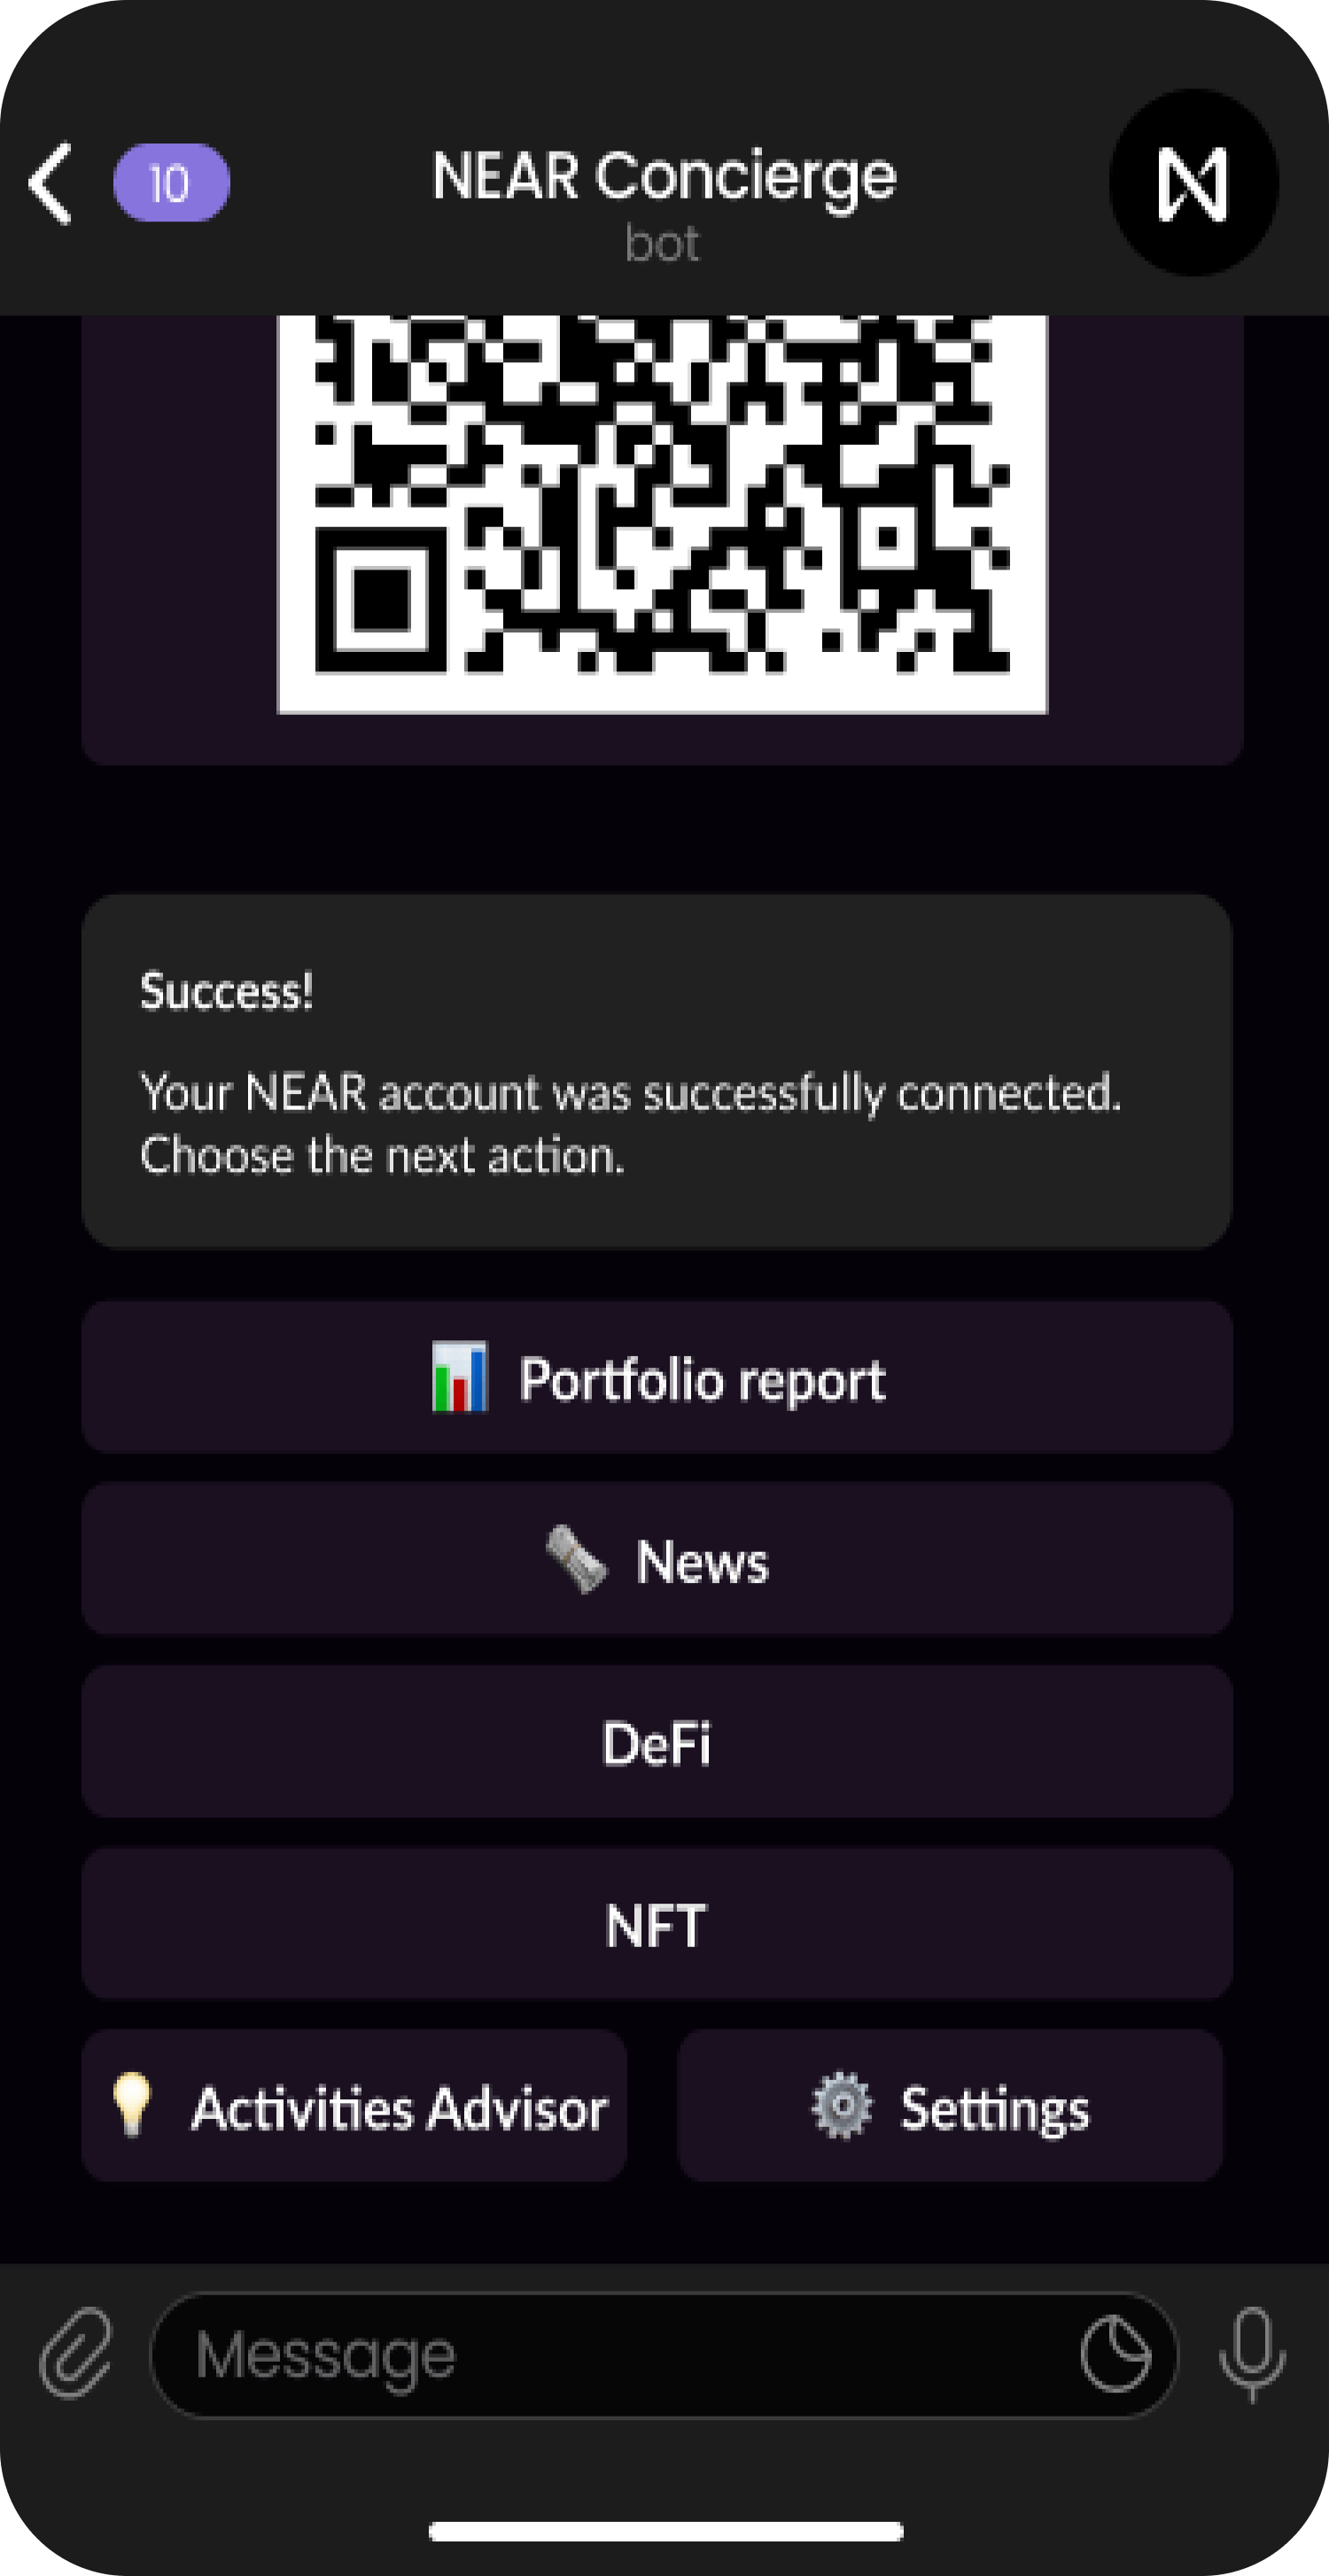 10
NEAR Concierge
bot
Success!
Your NEAR account was successfully connected.
Choose the next action.
Portfolio report
News
DeFi
NFT
Activities Advisor
Settings
Message